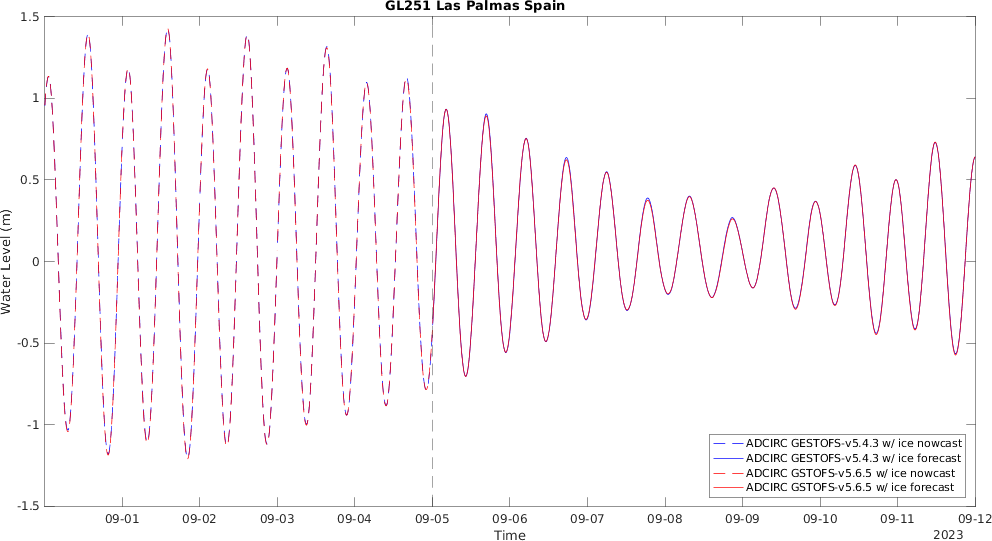 GL251 Las Palmas Spain
1.5
1
0.5
0
-0.5
-1
-1.5
Water Level (m)
09-01 09-02 09-03 09-04 09-05 09-06 09-07 09-08 09-09 09-10 09-11 09-12
Time
2023
ADCIRC GESTOFS-v5.4.3 w/ ice nowcast
ADCIRC GESTOFS-v5.4.3 w/ ice forecast
ADCIRC GSTOFS-v5.6.5 w/ ice nowcast
ADCIRC GSTOFS-v5.6.5 w/ ice forecast